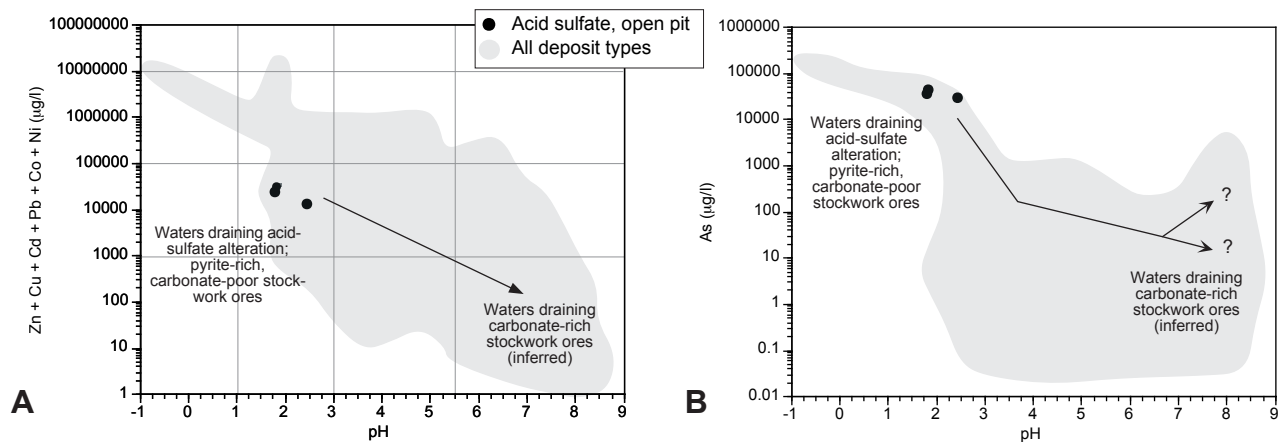 Acid sulfate, open pit
All deposit types
100000000
10000000
1000000
100000
10000
1000
100
10
1
Zn + Cu + Cd + Pb + Co + Ni (µg/l)
Waters draining acid-
sulfate alteration;
pyrite-rich,
carbonate-poor stock-
work ores
Waters draining
carbonate-rich
stockwork ores
(inferred)
-1 0 1 2 3 4 5 6 7 8 9
pH
A
1000000
100000
10000
1000
100
10
1
0.1
0.01
As (µg/l)
Waters draining
acid-sulfate
alteration;
pyrite-rich,
carbonate-poor
stockwork ores
?
?
Waters draining
carbonate-rich
stockwork ores
(inferred)
-1 0 1 2 3 4 5 6 7 8 9
pH
B